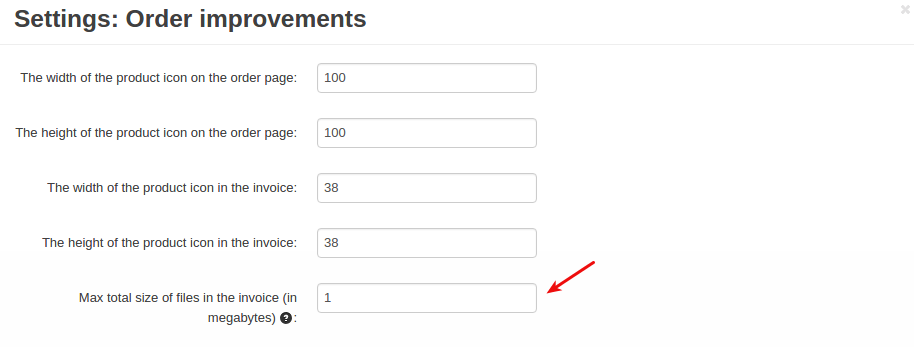 Settings: Order improvements
The width of the product icon on the order page: 100
The height of the product icon on the order page: 100
The width of the product icon in the invoice: 38
The height of the product icon in the invoice: 38
Max total size of files in the invoice (in 1
megabytes) ?: